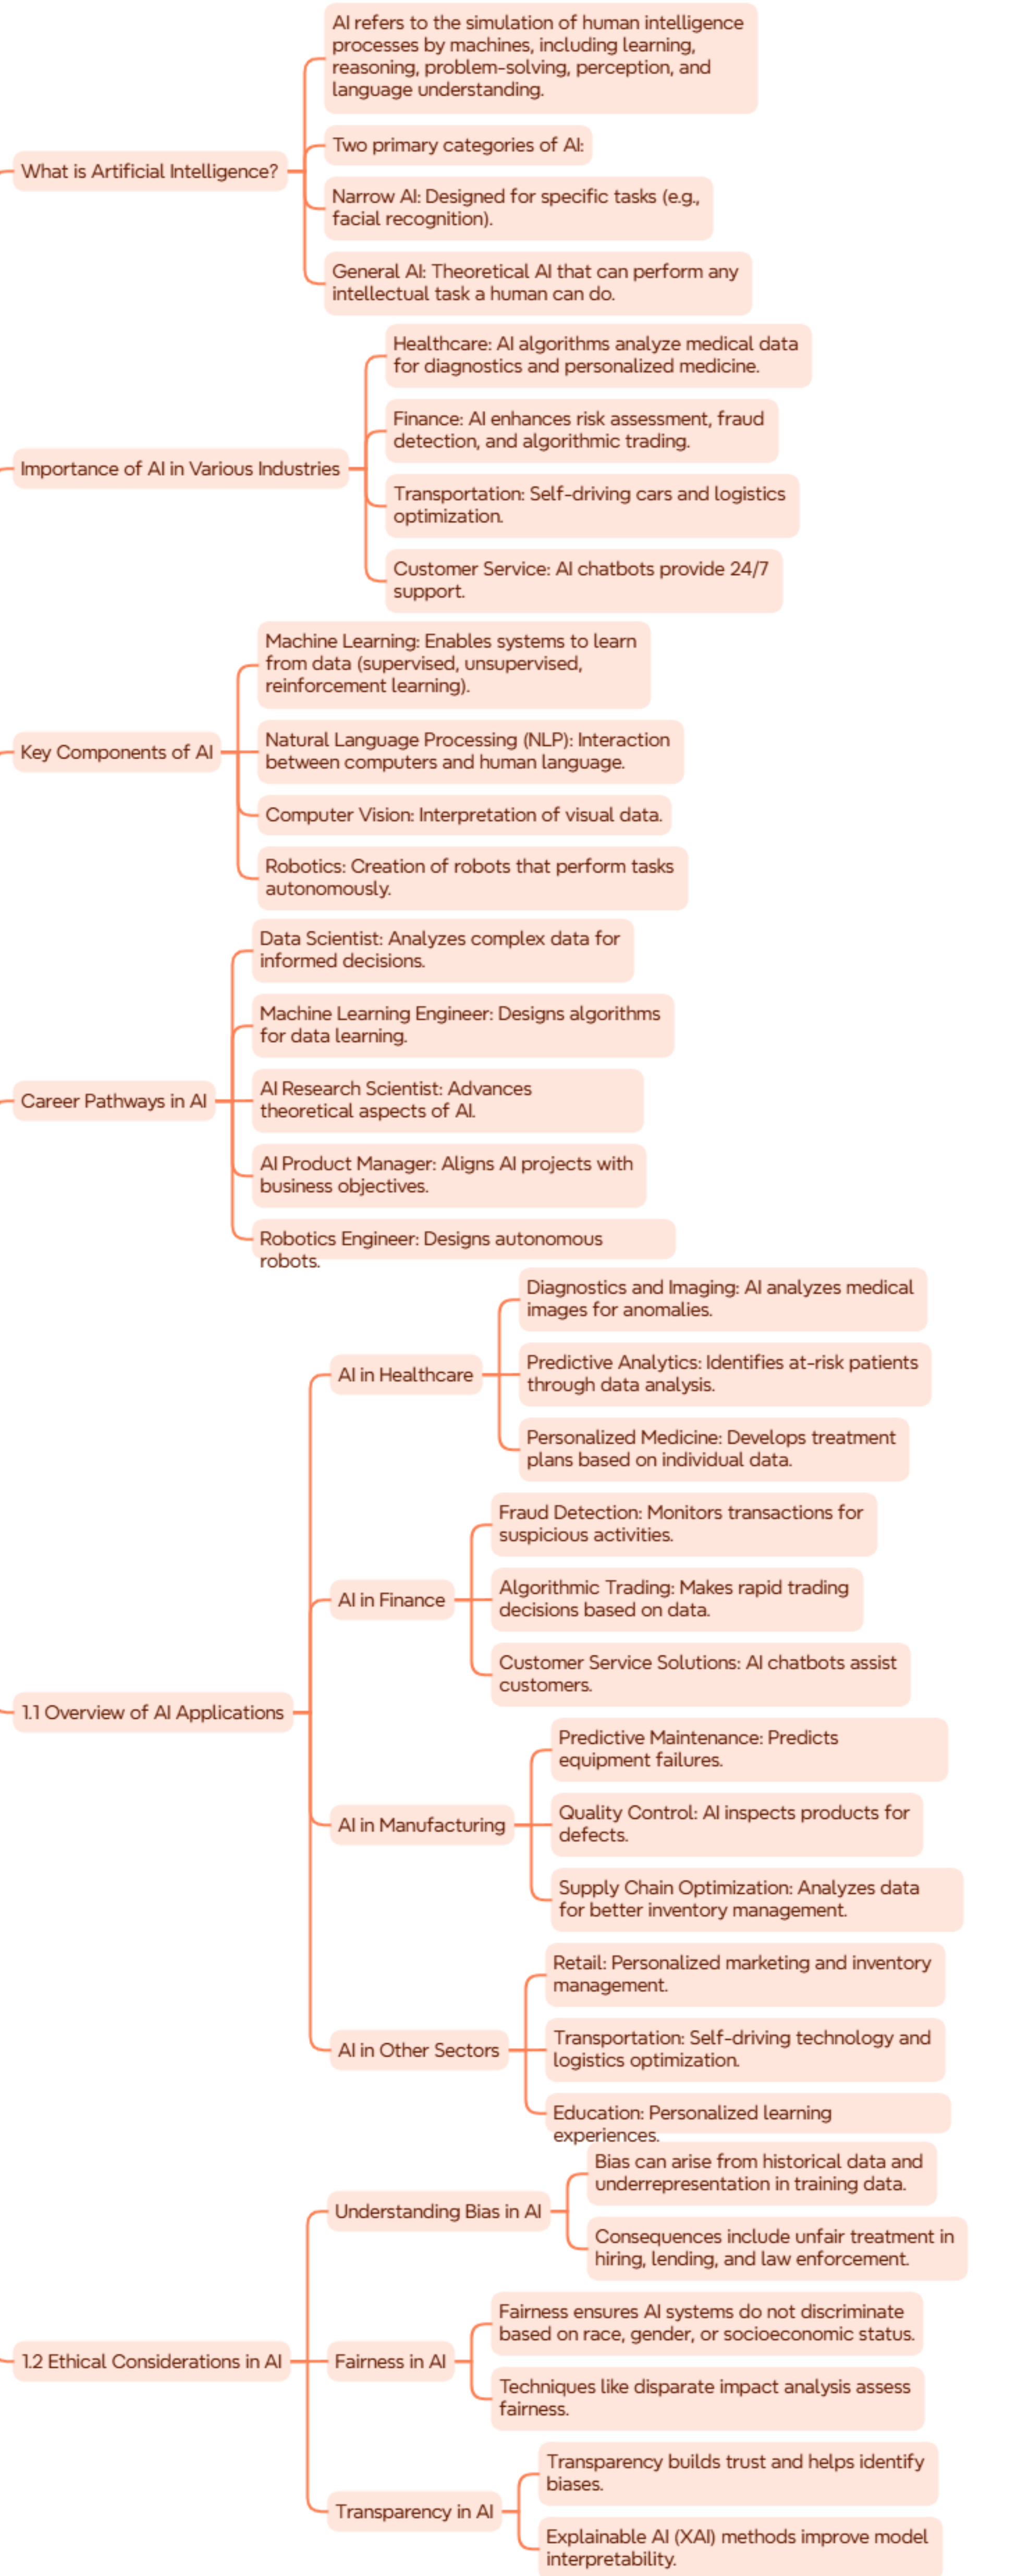 AI refers to the simulation of human intelligence
processes by machines, including learning,
reasoning, problem-solving, perception, and
language understanding.
Two primary categories of AI:
What is Artificial Intelligence?
Narrow AI: Designed for specific tasks (e.g.,
facial recognition).
General AI: Theoretical AI that can perform any
intellectual task a human can do.
Healthcare: AI algorithms analyze medical data
for diagnostics and personalized medicine.
Finance: AI enhances risk assessment, fraud
detection, and algorithmic trading.
Importance of AI in Various Industries
Transportation: Self-driving cars and logistics
optimization.
Customer Service: AI chatbots provide 24/7
support.
Machine Learning: Enables systems to learn
from data (supervised, unsupervised,
reinforcement learning).
Key Components of AI
Natural Language Processing (NLP): Interaction
between computers and human language.
Computer Vision: Interpretation of visual data.
Robotics: Creation of robots that perform tasks
autonomously.
Data Scientist: Analyzes complex data for
informed decisions.
Machine Learning Engineer: Designs algorithms
for data learning.
Career Pathways in AI
AI Research Scientist: Advances
theoretical aspects of AI.
AI Product Manager: Aligns AI projects with
business objectives.
Robotics Engineer: Designs autonomous
robots.
1.1 Overview of AI Applications
AI in Healthcare
Diagnostics and Imaging: AI analyzes medical
images for anomalies.
Predictive Analytics: Identifies at-risk patients
through data analysis.
Personalized Medicine: Develops treatment
plans based on individual data.
AI in Finance
Fraud Detection: Monitors transactions for
suspicious activities.
Algorithmic Trading: Makes rapid trading
decisions based on data.
Customer Service Solutions: AI chatbots assist
customers.
AI in Manufacturing
Predictive Maintenance: Predicts
equipment failures.
Quality Control: AI inspects products for
defects.
Supply Chain Optimization: Analyzes data
for better inventory management.
AI in Other Sectors
Retail: Personalized marketing and inventory
management.
Transportation: Self-driving technology and
logistics optimization.
Education: Personalized learning
experiences.
1.2 Ethical Considerations in AI
Understanding Bias in AI
Bias can arise from historical data and
underrepresentation in training data.
Consequences include unfair treatment in
hiring, lending, and law enforcement.
Fairness in AI
Fairness ensures AI systems do not discriminate
based on race, gender, or socioeconomic status.
Techniques like disparate impact analysis assess
fairness.
Transparency in AI
Transparency builds trust and helps identify
biases.
Explainable AI (XAI) methods improve model
interpretability.